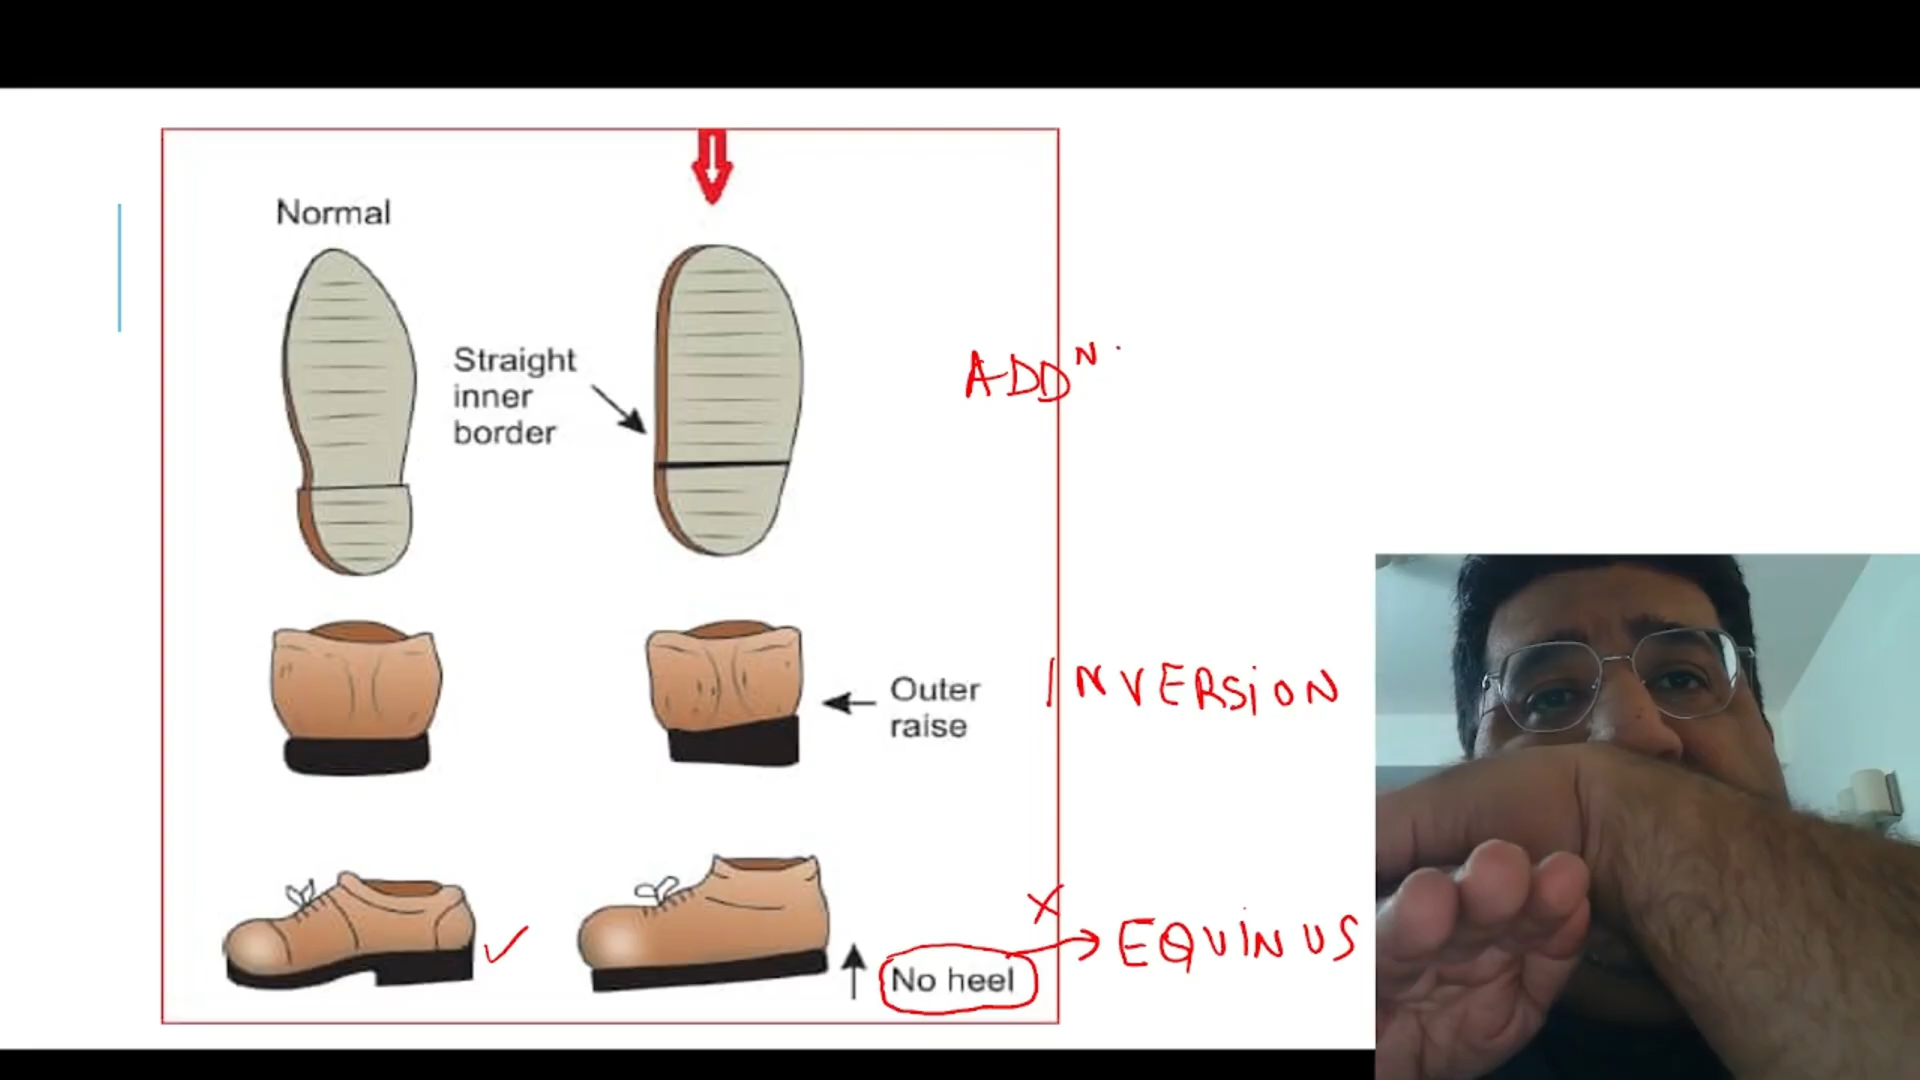 Normal
Straight
inner
border
ADDN.
Outer
raise
INVERSION
X
No heel
EQUINUS